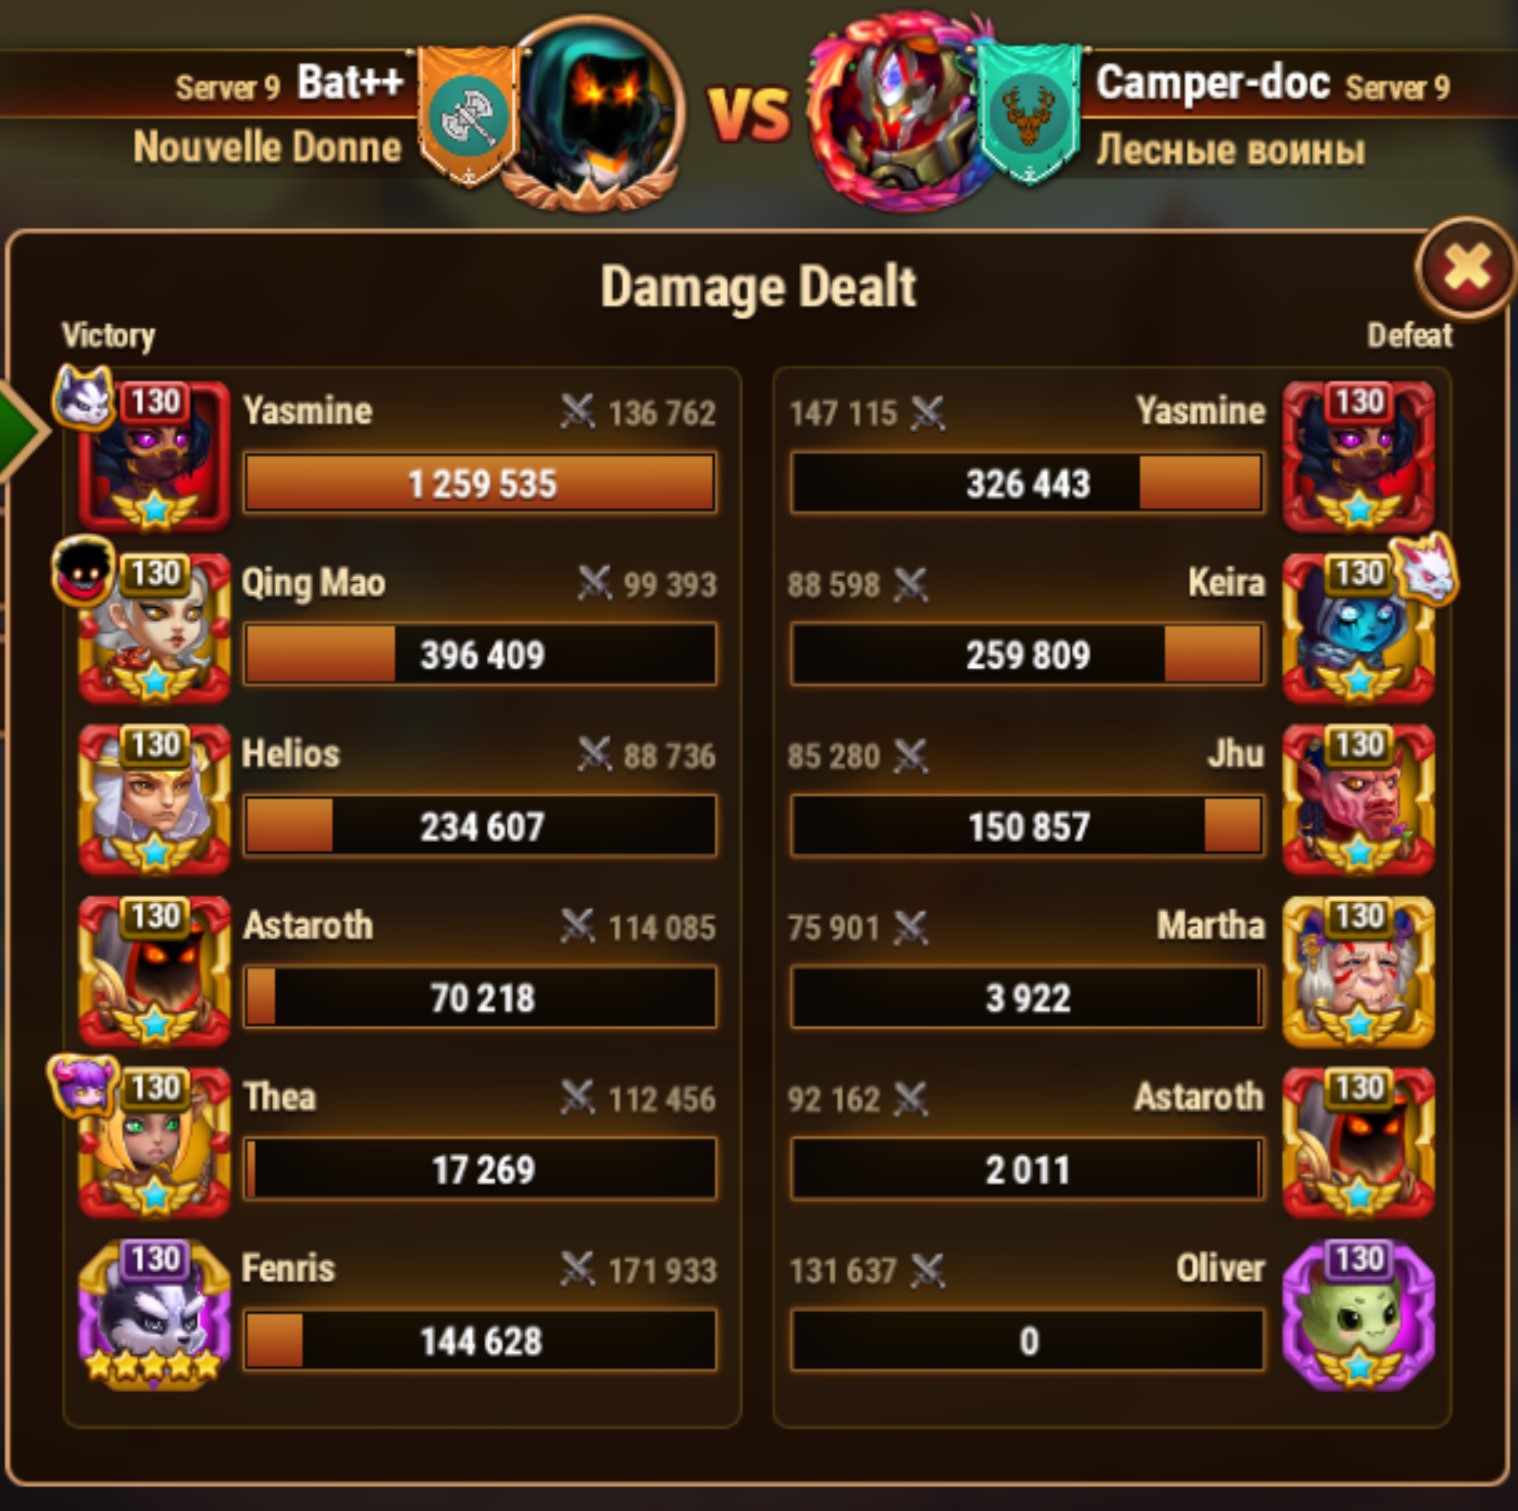 Server 9 Bat++
Nouvelle Donne
VS
Camper-doc Server 9
Лесные воины
Damage Dealt
Victory
Defeat
130 Yasmine 136 762
1 259 535
147 115 Yasmine 130
326 443
130 Qing Mao 99 393
396 409
88 598 Keira 130
259 809
130 Helios 88 736
234 607
85 280 Jhu 130
150 857
130 Astaroth 114 085
70 218
75 901 Martha 130
3 922
130 Thea 112 456
17 269
92 162 Astaroth 130
2 011
130 Fenris 171 933
144 628
131 637 Oliver 130
0